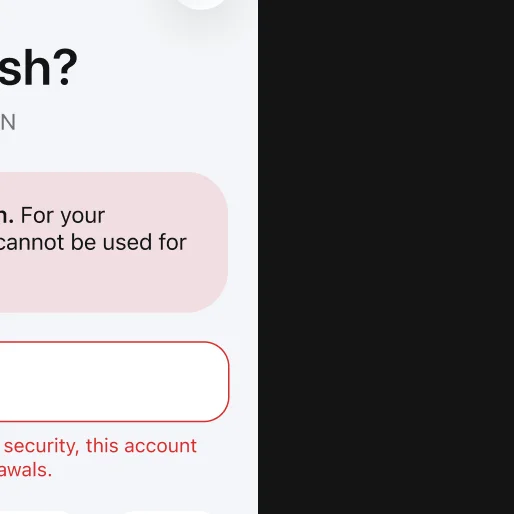 sh?
N
n. For your
cannot be used for
security, this account
awals.